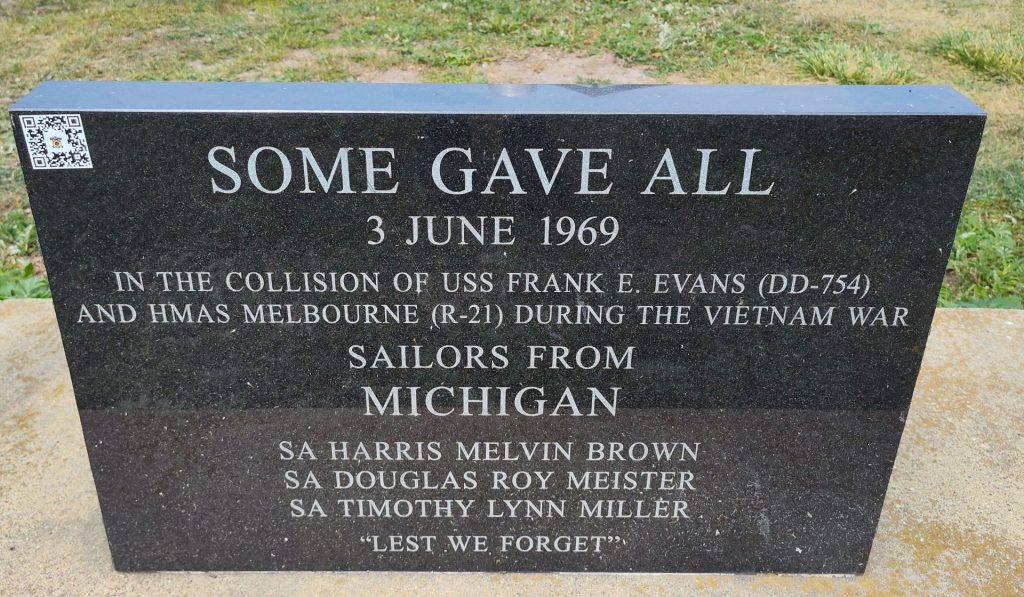 SOME GAVE ALL
3 JUNE 1969
IN THE COLLISION OF USS FRANK E. EVANS (DD-754)
AND HMAS MELBOURNE (R-21) DURING THE VIETNAM WAR
SAILORS FROM
MICHIGAN
SA HARRIS MELVIN BROWN
SA DOUGLAS ROY MEISTER
SA TIMOTHY LYNN MILLER
“LEST WE FORGET”